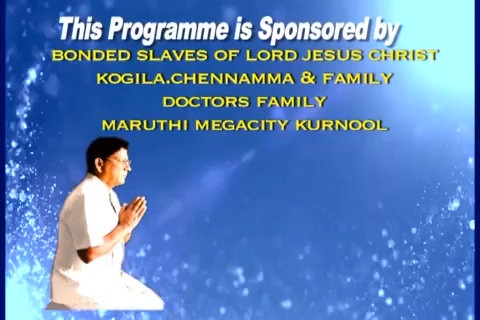 This Programme is Sponsored by
BONDED SLAVES OF LORD JESUS CHRIST
KOGILA.CHENNAMMA & FAMILY
DOCTORS FAMILY
MARUTHI MEGACITY KURNOOL